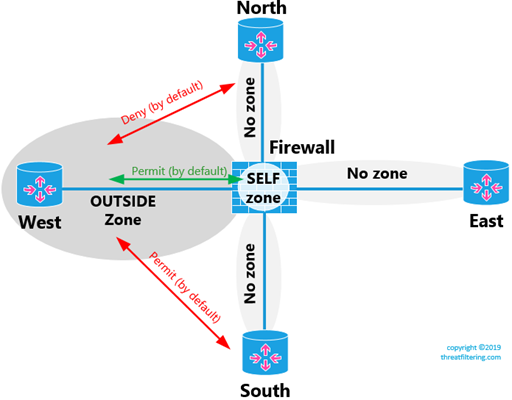 North
Deny (by default)
No zone
Firewall
Permit (by default)
SELF
zone
No zone
West
OUTSIDE
Zone
East
Permit (by default)
No zone
South
copyright ©2019
threatfiltering.com